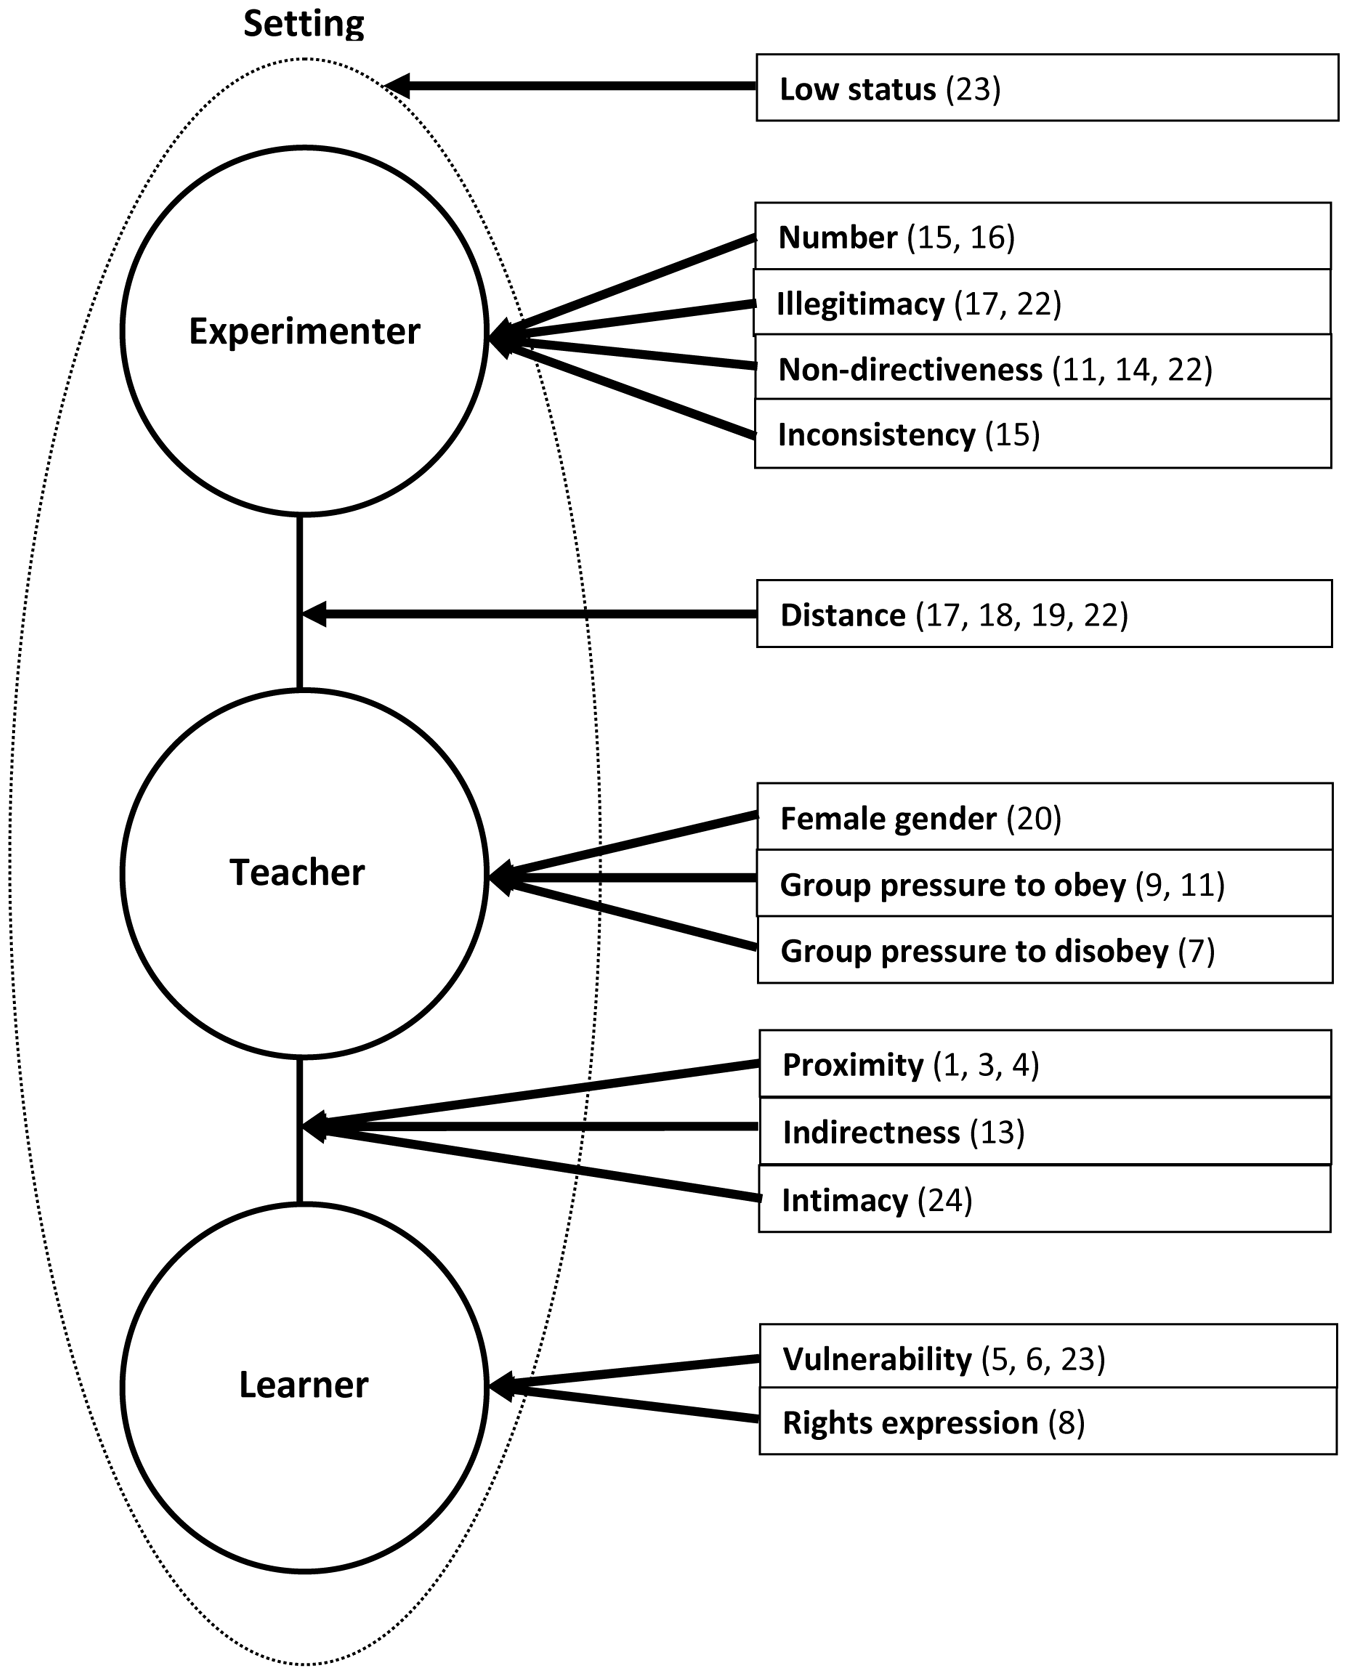 Setting
Low status (23)
Experimenter
Number (15, 16)
Illegitimacy (17, 22)
Non-directiveness (11, 14, 22)
Inconsistency (15)
Distance (17, 18, 19, 22)
Teacher
Female gender (20)
Group pressure to obey (9, 11)
Group pressure to disobey (7)
Proximity (1, 3, 4)
Indirectness (13)
Intimacy (24)
Learner
Vulnerability (5, 6, 23)
Rights expression (8)